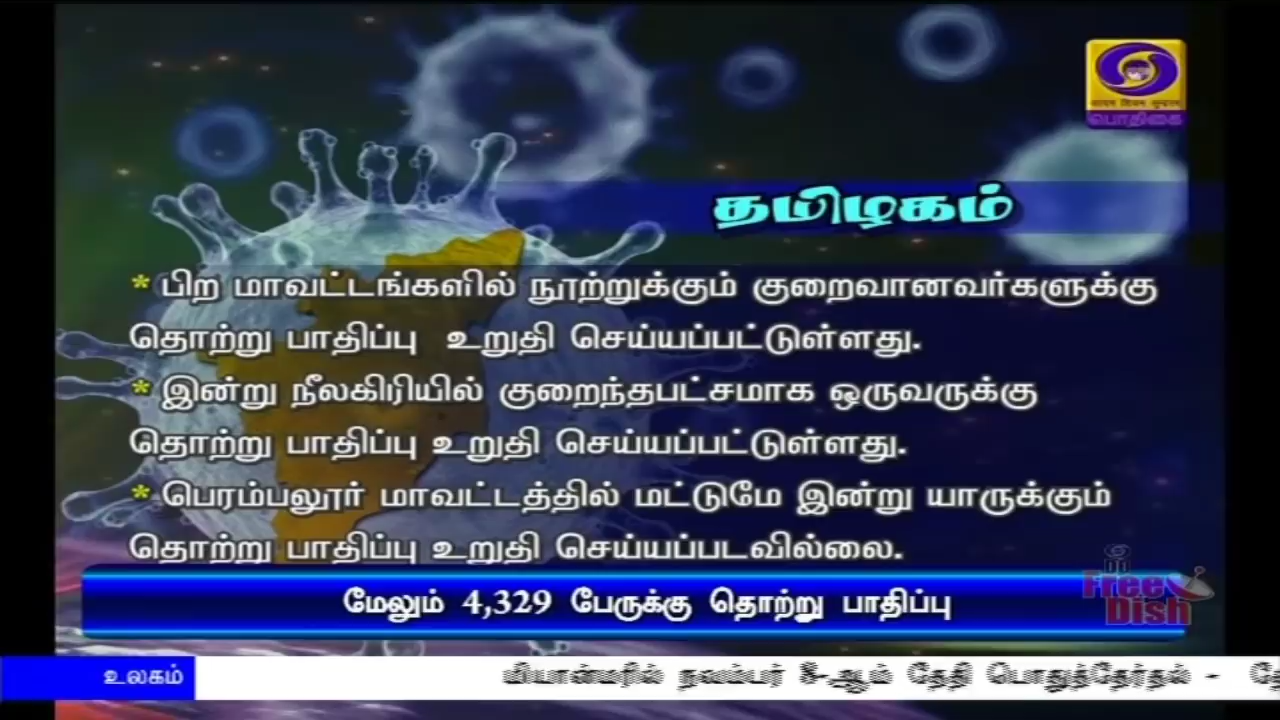 பொதிகை
தமிழகம்
* பிற மாவட்டங்களில் நூற்றுக்கும் குறைவானவர்களுக்கு
தொற்று பாதிப்பு உறுதி செய்யப்பட்டுள்ளது.
* இன்று நீலகிரியில் குறைந்தபட்சமாக ஒருவருக்கு
தொற்று பாதிப்பு உறுதி செய்யப்பட்டுள்ளது.
* பெரம்பலூர் மாவட்டத்தில் மட்டுமே இன்று யாருக்கும்
தொற்று பாதிப்பு உறுதி செய்யப்படவில்லை.
மேலும் 4,329 பேருக்கு தொற்று பாதிப்பு
Free
Dish
உலகம்
மியான்மரில் நவம்பர் 8-ஆம் தேதி பொதுத்தேர்தல் -